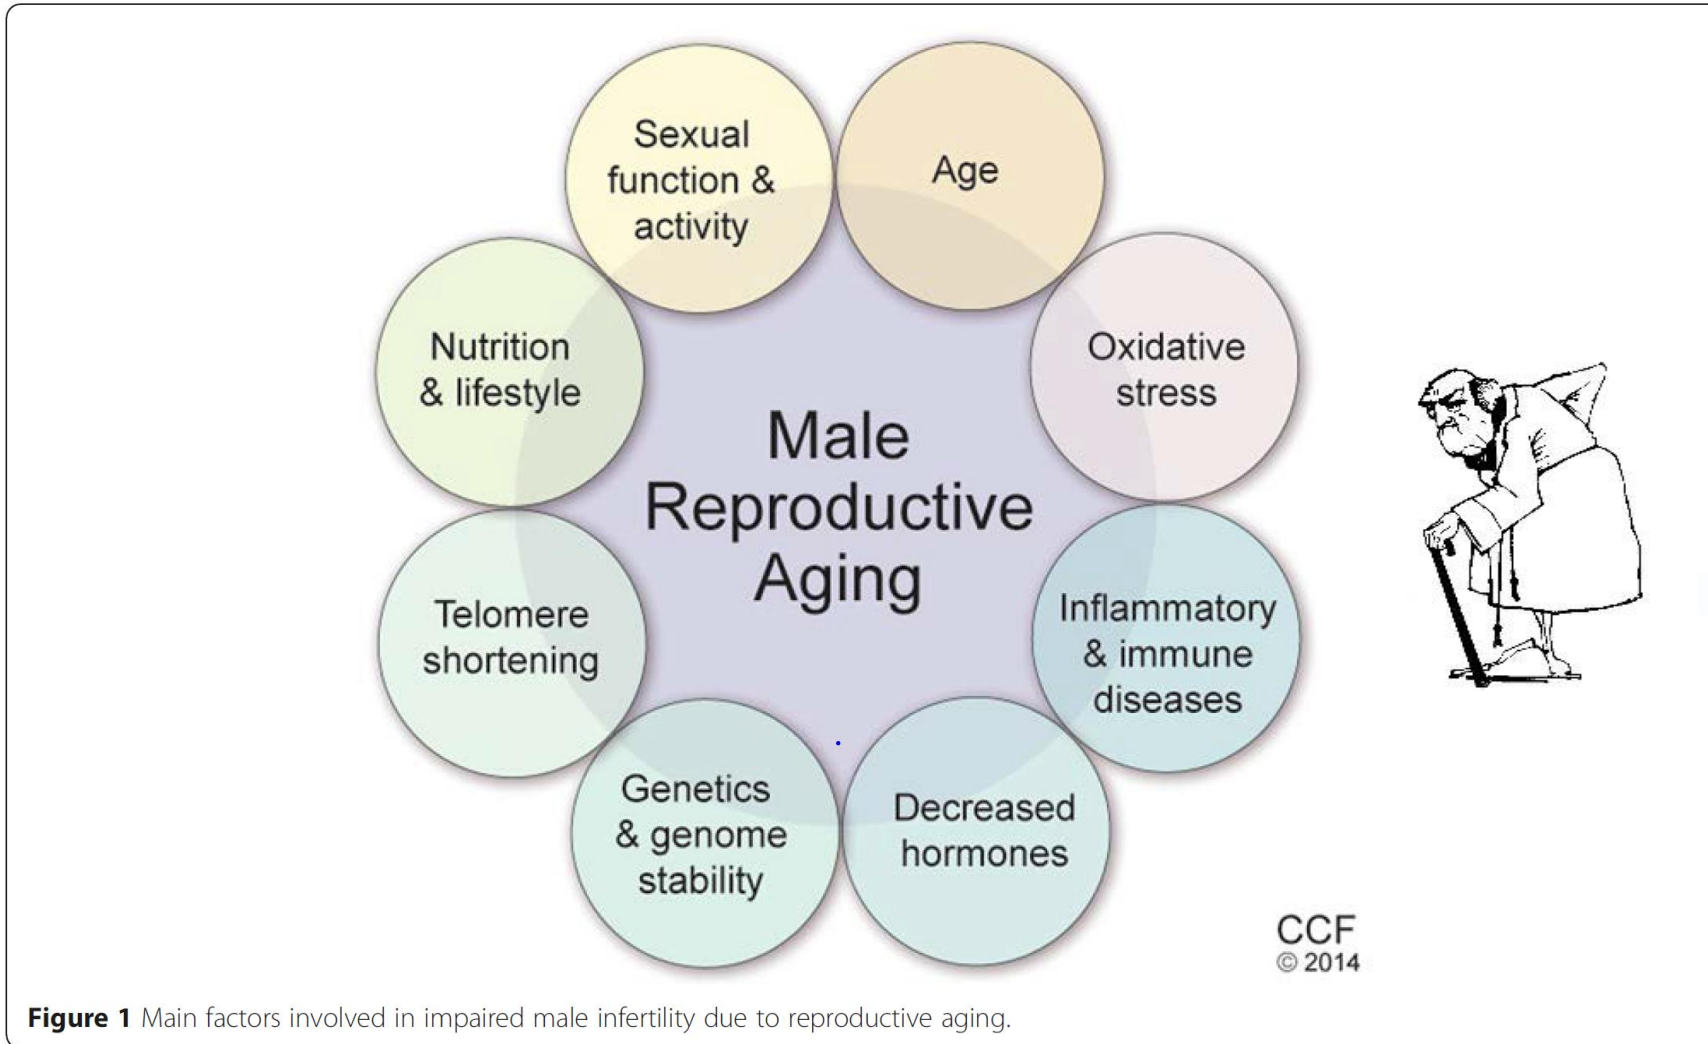 Sexual
function &
activity
Age
Nutrition
& lifestyle
Oxidative
stress
Male
Reproductive
Aging
Telomere
shortening
Inflammatory
& immune
diseases
Genetics
& genome
stability
Decreased
hormones
CCF
© 2014
Figure 1 Main factors involved in impaired male infertility due to reproductive aging.